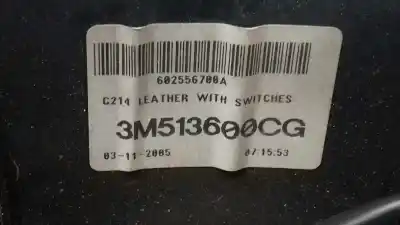 602556700A
C214 LEATHER WITH SWITCHES
3M513600CG
03-11-2005 07:15:53